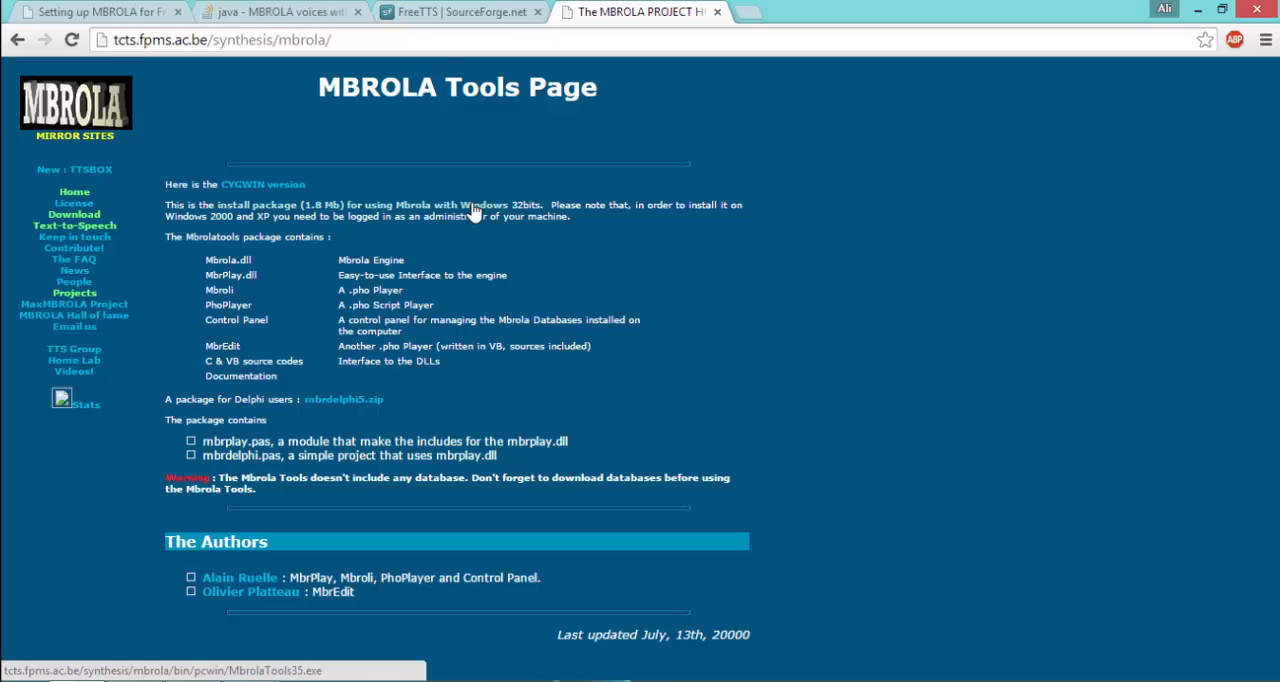 Setting up MBROLA for F
java - MBROLA voices wit
FreeTTS | SourceForge.net
The MBROLA PROJECT H
Ali
tcts.fpms.ac.be/synthesis/mbrola/
ABP
MBROLA
MIRROR SITES
New : TTSBOX
Home
License
Download
Text-to-Speech
Keep in touch
Contribute!
The FAQ
News
People
Projects
MaxMBROLA Project
MBROLA Hall of fame
Email us
TTS Group
Home Lab
Videos!
Stats
MBROLA Tools Page
Here is the CYGWIN version
This is the install package (1.8 Mb) for using Mbrola with Windows 32bits. Please note that, in order to install it on
Windows 2000 and XP you need to be logged in as an administrator of your machine.
The Mbrolatools package contains :
Mbrola.dll Mbrola Engine
MbrPlay.dll Easy-to-use Interface to the engine
Mbroli A .pho Player
PhoPlayer A .pho Script Player
Control Panel A control panel for managing the Mbrola Databases installed on
the computer
MbrEdit Another .pho Player (written in VB, sources included)
C & VB source codes Interface to the DLLs
Documentation
A package for Delphi users : mbrdelphi5.zip
The package contains
mbrplay.pas, a module that make the includes for the mbrplay.dll
mbrdelphi.pas, a simple project that uses mbrplay.dll
Warning : The Mbrola Tools doesn't include any database. Don't forget to download databases before using
the Mbrola Tools.
The Authors
Alain Ruelle : MbrPlay, Mbroli, PhoPlayer and Control Panel.
Olivier Platteau : MbrEdit
Last updated July, 13th, 20000
tcts.fpms.ac.be/synthesis/mbrola/bin/pcwin/MbrolaTools35.exe